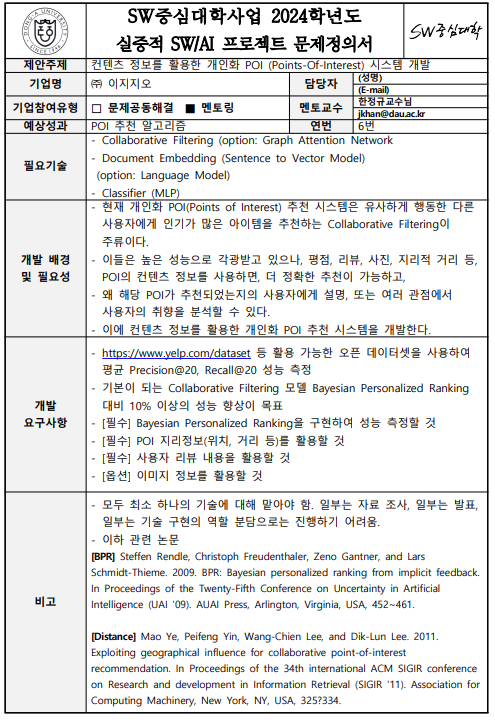 DONG-A UNIVERSITY
SINCE 1946
SW중심대학사업 2024학년도
실증적 SW/AI 프로젝트 문제정의서
SW중심대학
제안주제 컨텐츠 정보를 활용한 개인화 POI (Points-Of-Interest) 시스템 개발
기업명 ㈜ 이지지오 담당자 (성명)
(E-mail)
기업참여유형 □ 문제공동해결 ■ 멘토링 멘토교수 한정규교수님
jkhan@dau.ac.kr
예상성과 POI 추천 알고리즘 연번 6번
필요기술
- Collaborative Filtering (option: Graph Attention Network
- Document Embedding (Sentence to Vector Model)
(option: Language Model)
- Classifier (MLP)
개발 배경
및 필요성
- 현재 개인화 POI(Points of Interest) 추천 시스템은 유사하게 행동한 다른
사용자에게 인기가 많은 아이템을 추천하는 Collaborative Filtering이
주류이다.
- 이들은 높은 성능으로 각광받고 있으나, 평점, 리뷰, 사진, 지리적 거리 등,
POI의 컨텐츠 정보를 사용하면, 더 정확한 추천이 가능하고,
- 왜 해당 POI가 추천되었는지의 사용자에게 설명, 또는 여러 관점에서
사용자의 취향을 분석할 수 있다.
- 이에 컨텐츠 정보를 활용한 개인화 POI 추천 시스템을 개발한다.
개발
요구사항
- https://www.yelp.com/dataset 등 활용 가능한 오픈 데이터셋을 사용하여
평균 Precision@20, Recall@20 성능 측정
- 기본이 되는 Collaborative Filtering 모델 Bayesian Personalized Ranking
대비 10% 이상의 성능 향상이 목표
- [필수] Bayesian Personalized Ranking을 구현하여 성능 측정할 것
- [필수] POI 지리정보(위치, 거리 등)를 활용할 것
- [필수] 사용자 리뷰 내용을 활용할 것
- [옵션] 이미지 정보를 활용할 것
비고
- 모두 최소 하나의 기술에 대해 맡아야 함. 일부는 자료 조사, 일부는 발표,
일부는 기술 구현의 역할 분담으로는 진행하기 어려움.
- 이하 관련 논문
[BPR] Steffen Rendle, Christoph Freudenthaler, Zeno Gantner, and Lars
Schmidt-Thieme. 2009. BPR: Bayesian personalized ranking from implicit feedback.
In Proceedings of the Twenty-Fifth Conference on Uncertainty in Artificial
Intelligence (UAI '09). AUAI Press, Arlington, Virginia, USA, 452~461.
[Distance] Mao Ye, Peifeng Yin, Wang-Chien Lee, and Dik-Lun Lee. 2011.
Exploiting geographical influence for collaborative point-of-interest
recommendation. In Proceedings of the 34th international ACM SIGIR conference
on Research and development in Information Retrieval (SIGIR '11). Association for
Computing Machinery, New York, NY, USA, 325?334.